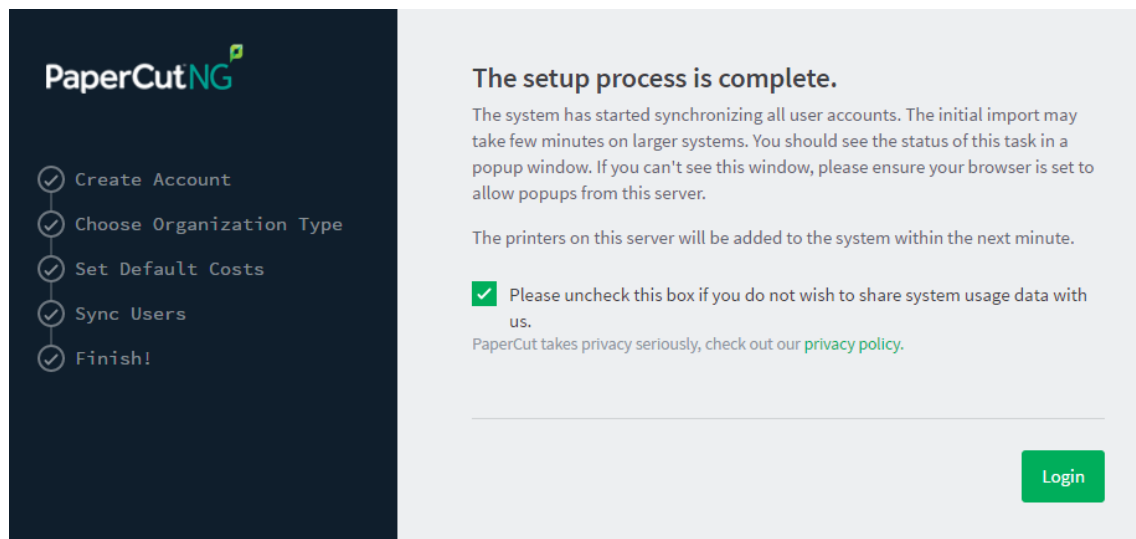 PaperCut NG
Create Account
Choose Organization Type
Set Default Costs
Sync Users
Finish!
The setup process is complete.
The system has started synchronizing all user accounts. The initial import may
take few minutes on larger systems. You should see the status of this task in a
popup window. If you can't see this window, please ensure your browser is set to
allow popups from this server.
The printers on this server will be added to the system within the next minute.
Please uncheck this box if you do not wish to share system usage data with
us.
PaperCut takes privacy seriously, check out our privacy policy.
Login